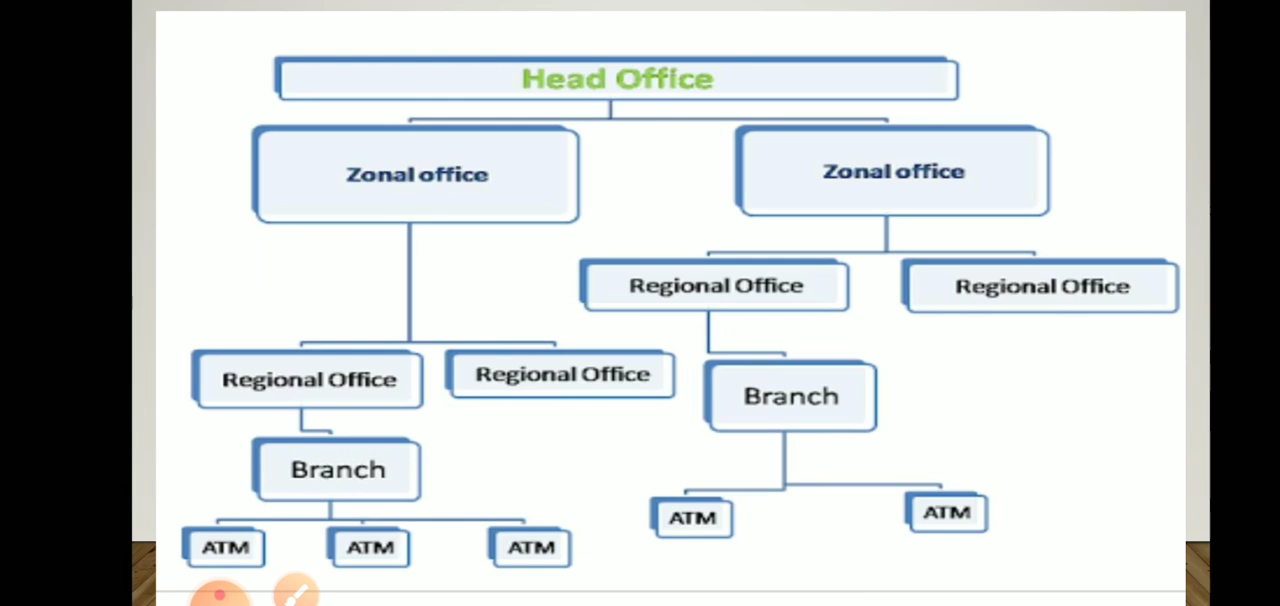 Head Office
Zonal office
Zonal office
Regional Office
Regional Office
Regional Office
Regional Office
Branch
Branch
ATM
ATM
ATM
ATM
ATM